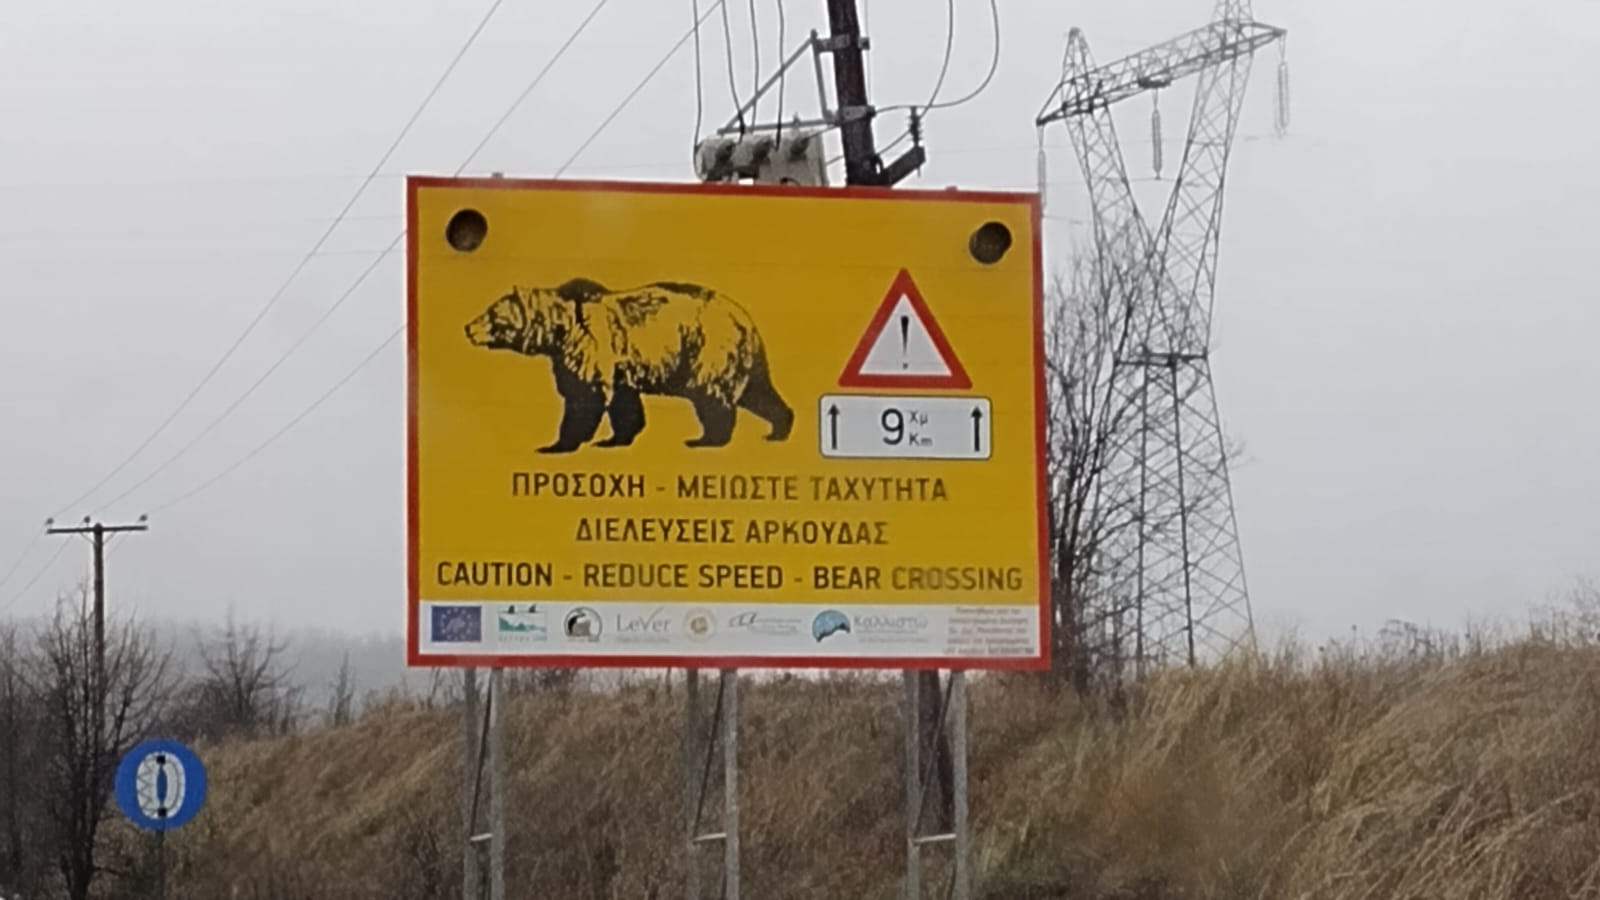 !
9 Χμ
Km
ΠΡΟΣΟΧΗ - ΜΕΙΩΣΤΕ ΤΑΧΥΤΗΤΑ
ΔΙΕΛΕΥΣΕΙΣ ΑΡΚΟΥΔΑΣ
CAUTION - REDUCE SPEED - BEAR CROSSING
LeVer
Καλλιστώ